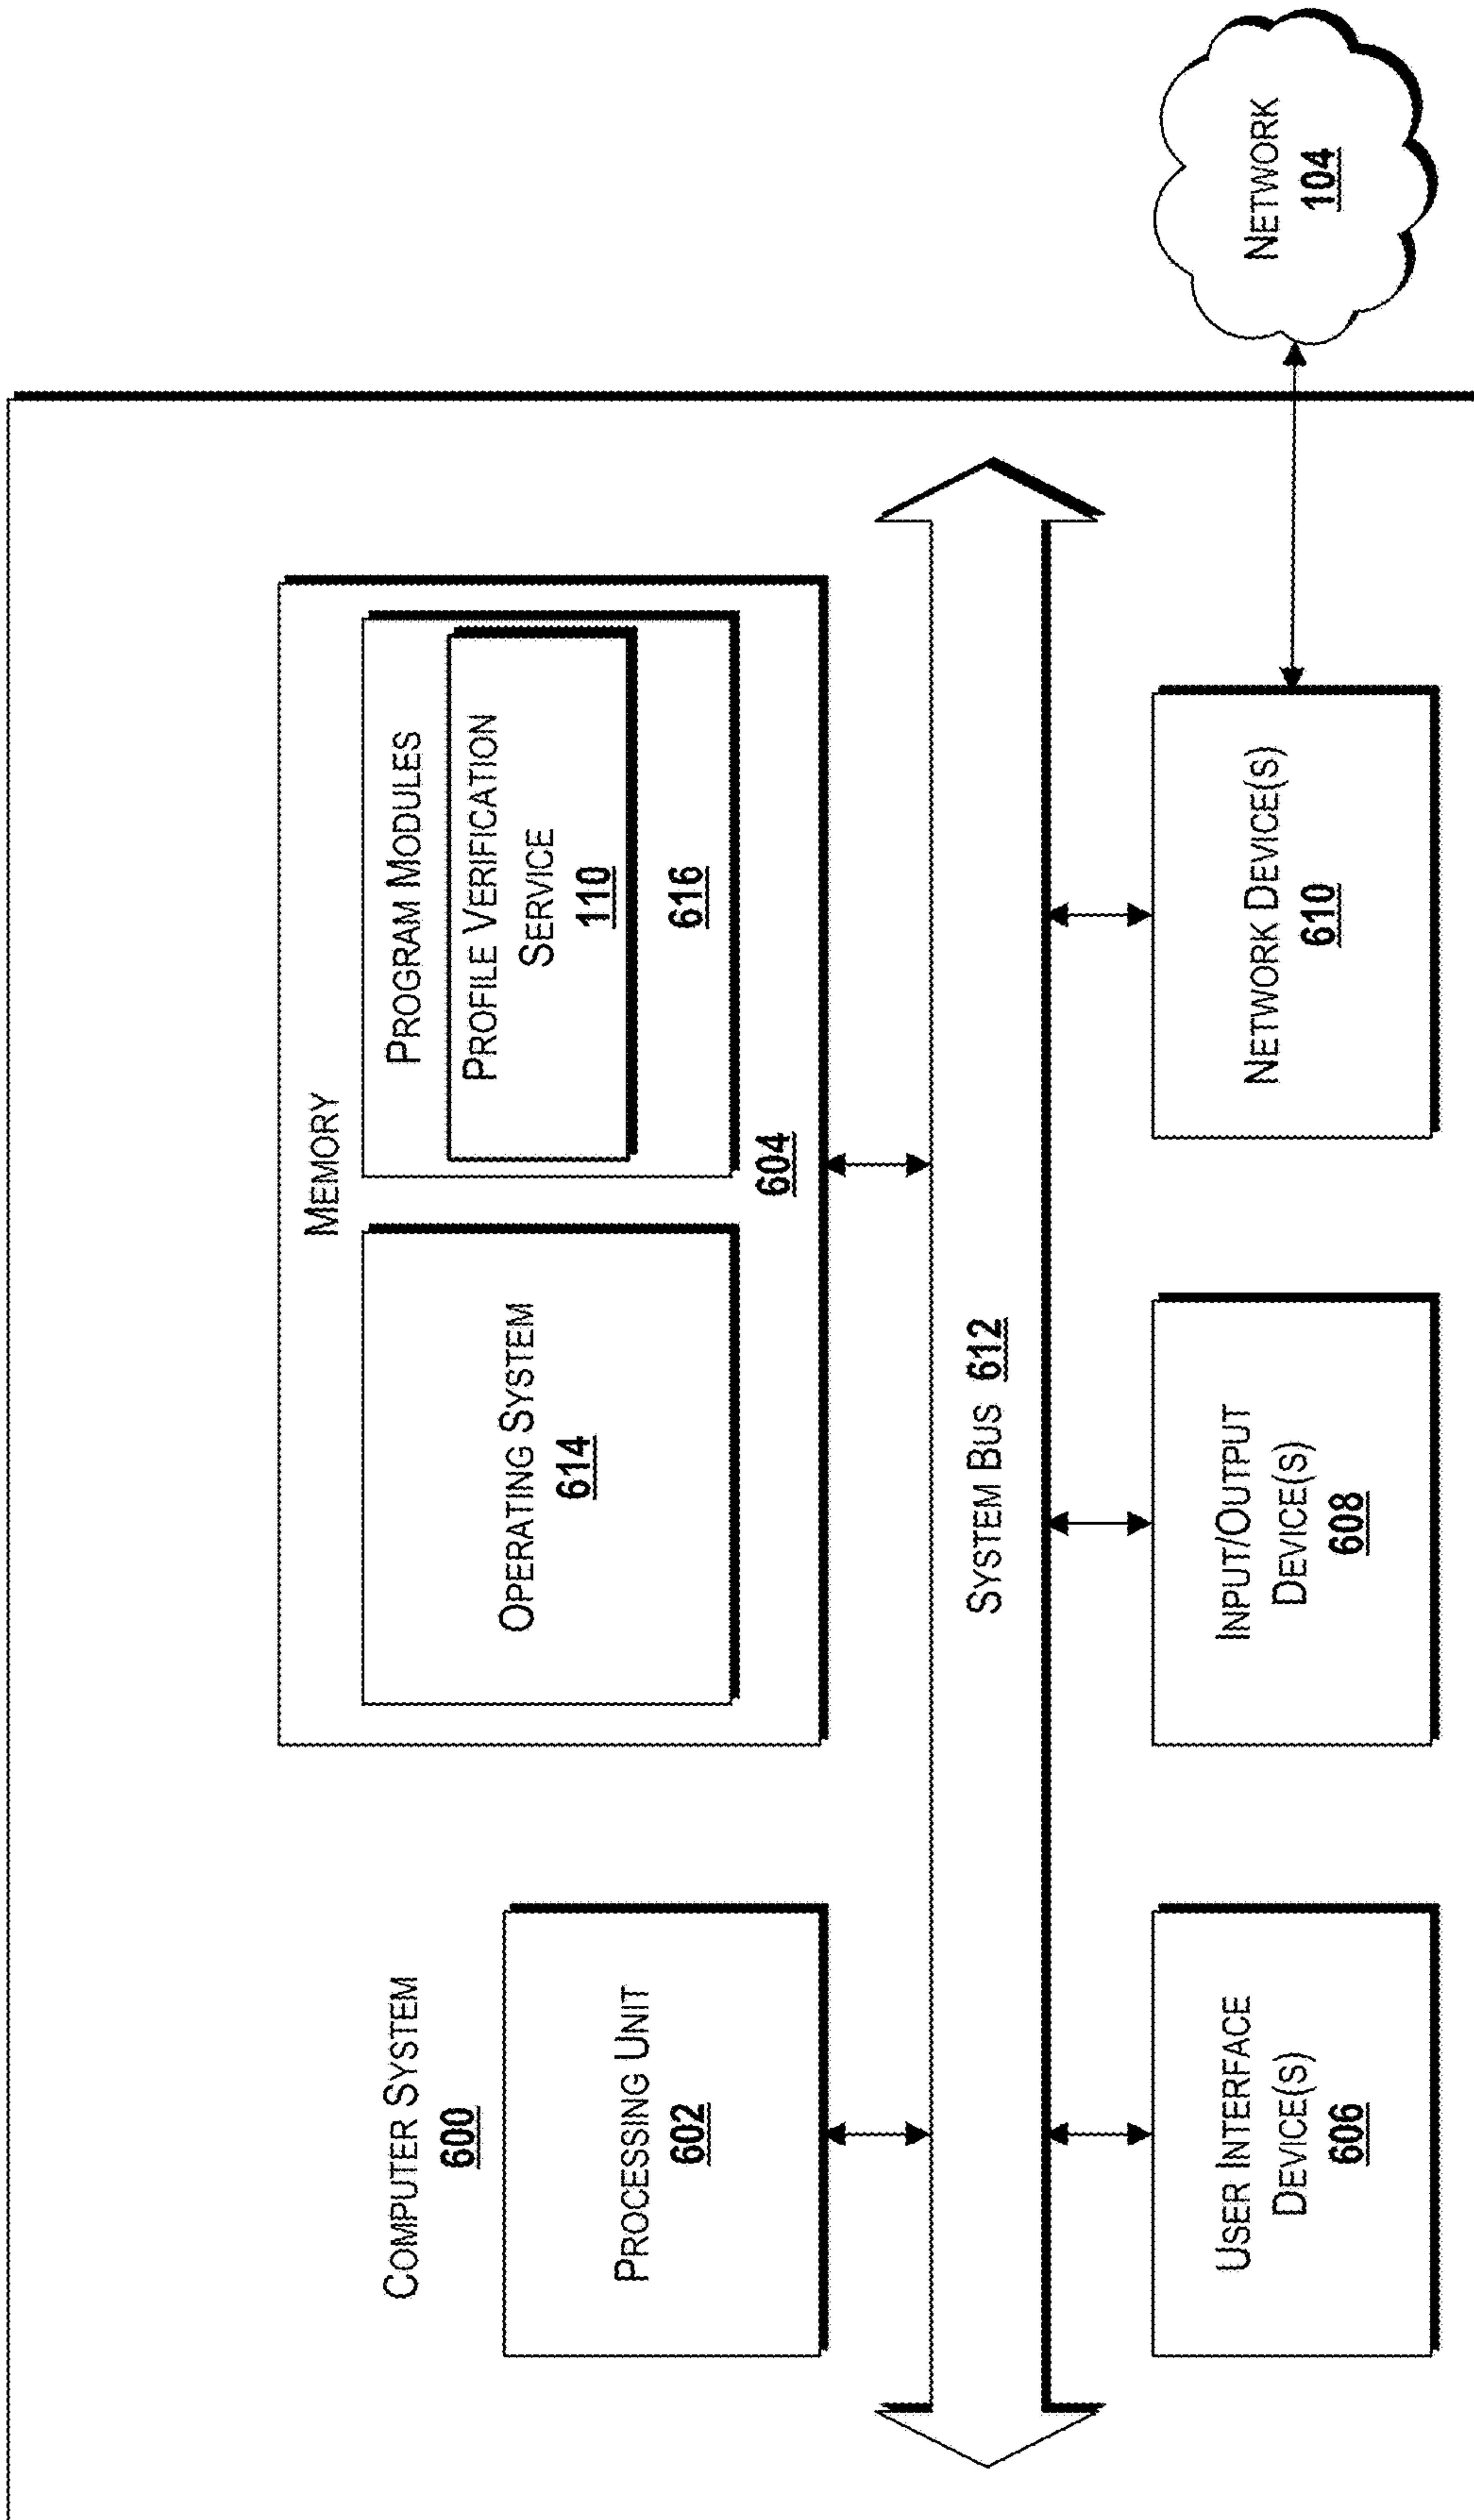 COMPUTER SYSTEM
600
PROCESSING UNIT
602
MEMORY
OPERATING SYSTEM
614
PROGRAM MODULES
PROFILE VERIFICATION
SERVICE
110
616
604
SYSTEM BUS 612
USER INTERFACE
DEVICE(S)
606
INPUT/OUTPUT
DEVICE(S)
608
NETWORK DEVICE(S)
610
NETWORK
104